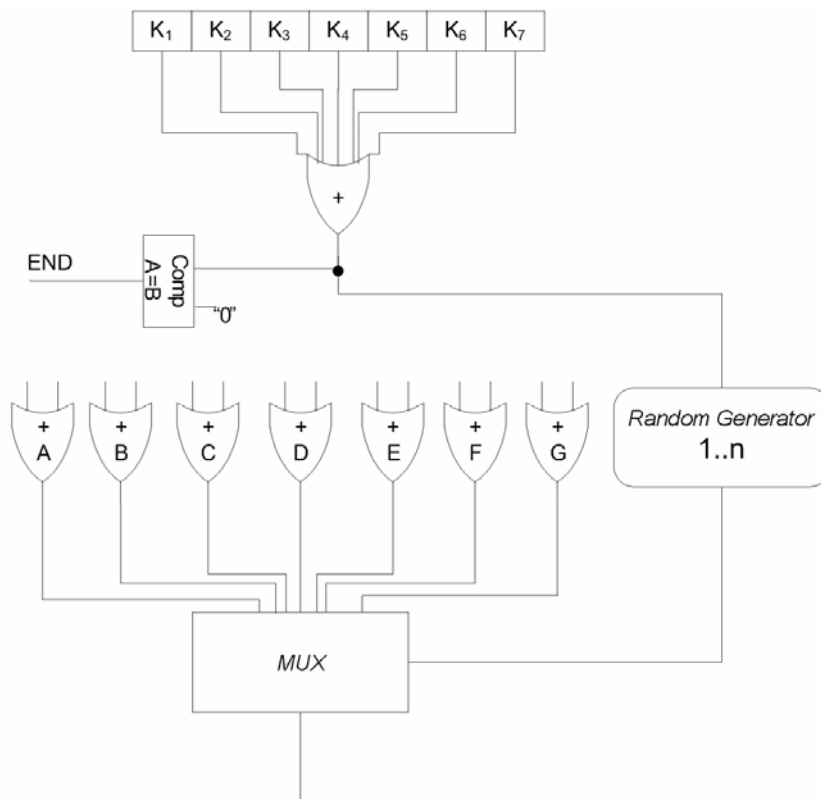 K₁ K₂ K₃ K₄ K₅ K₆ K₇
+
END
Comp
A=B
"0"
+ + + + + + +
A B C D E F G
Random Generator
1..n
MUX